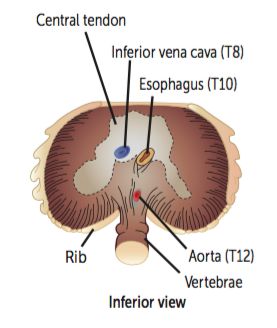 Central tendon
Inferior vena cava (T8)
Esophagus (T10)
Rib
Aorta (T12)
Vertebrae
Inferior view